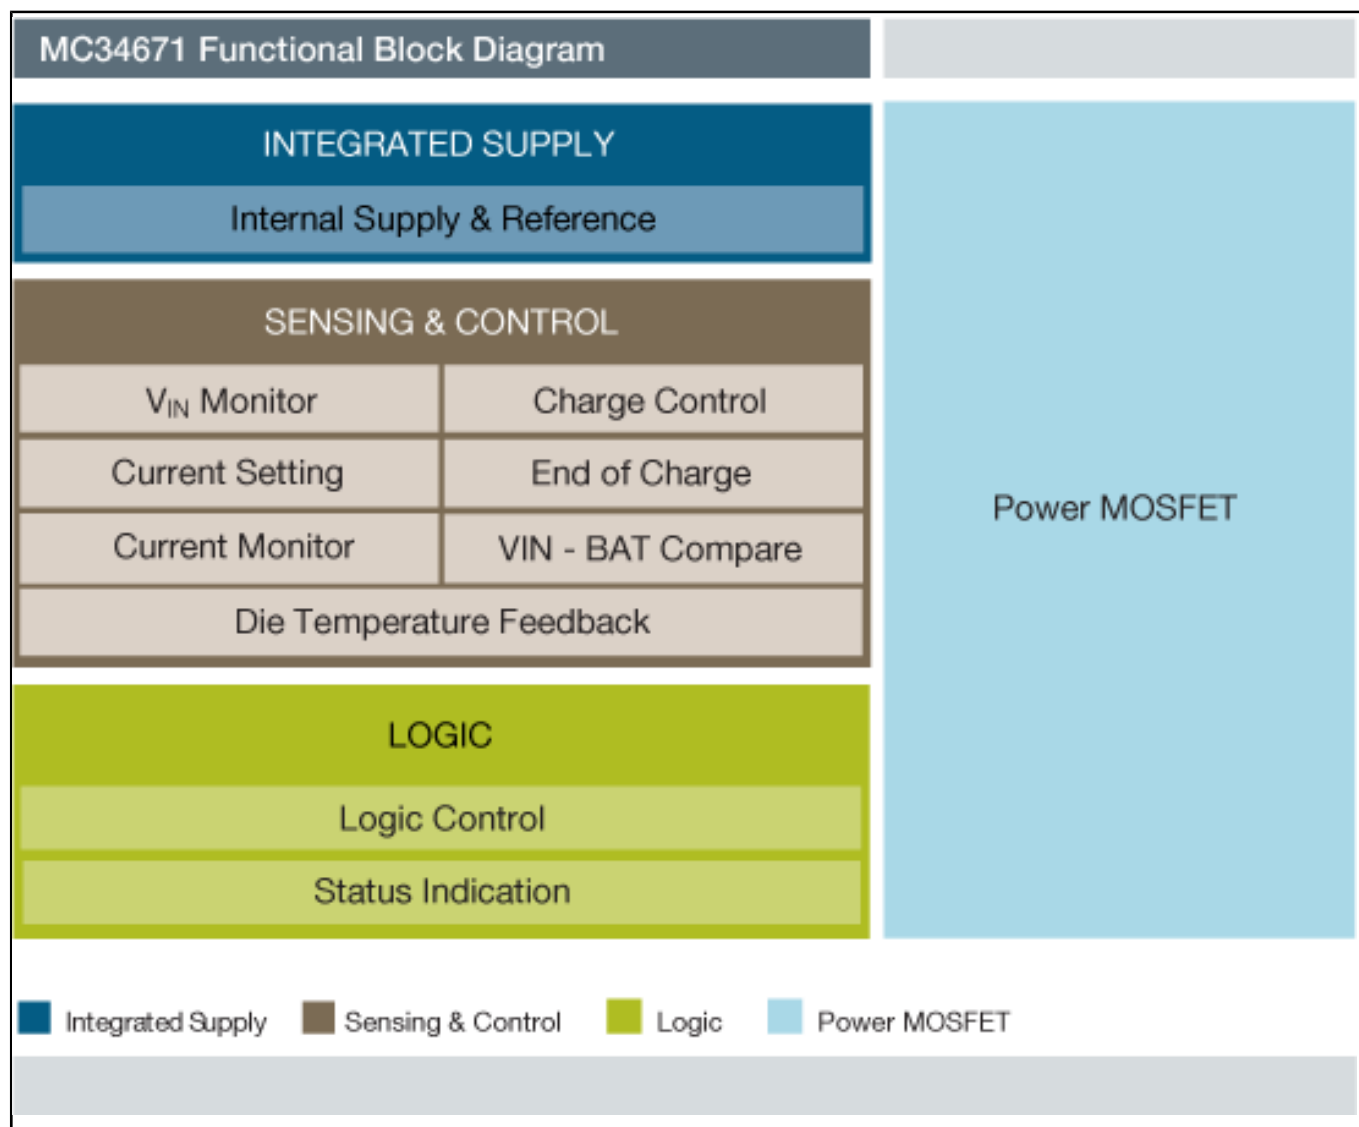 MC34671 Functional Block Diagram
INTEGRATED SUPPLY
Internal Supply & Reference
SENSING & CONTROL
VIN Monitor
Charge Control
Current Setting
End of Charge
Current Monitor
VIN - BAT Compare
Die Temperature Feedback
LOGIC
Logic Control
Status Indication
Power MOSFET
Integrated Supply
Sensing & Control
Logic
Power MOSFET